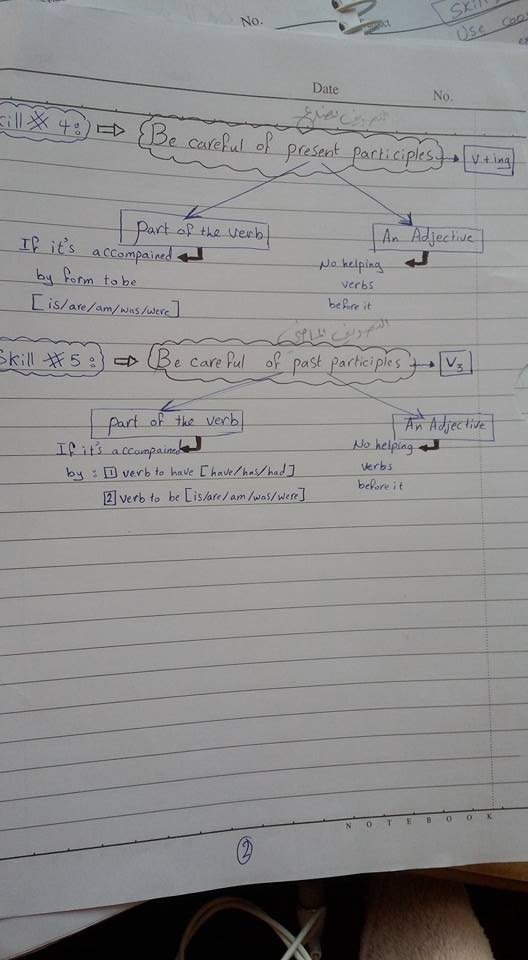 No.
Skill
Use
Date No.
kill # 4: ⇒ Be careful of present participles → V+ing
Part of the verb
An Adjective
If it's accompained
by form to be
[is/are/am/was/were]
No helping
verbs
before it
Skill # 5: ⇒ Be careful of past participles → V3
Part of the verb
An Adjective
If it's accompained
by: 1 verb to have [have/has/had]
2 verb to be [is/are/am/was/were]
No helping
verbs
before it
NOTEBOOK
2